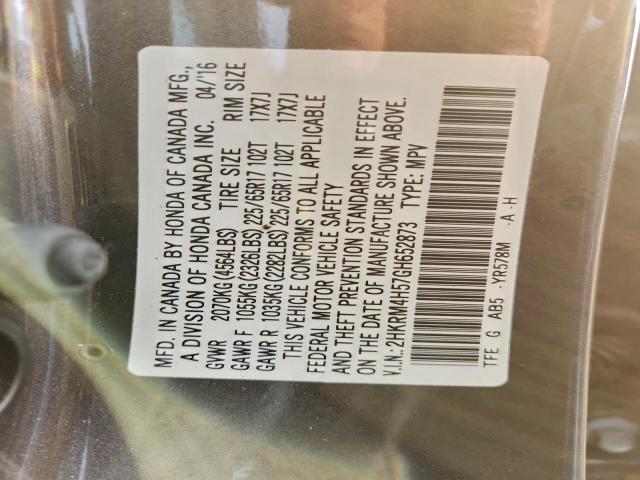 MFD. IN CANADA BY HONDA OF CANADA MFG.,
A DIVISION OF HONDA CANADA INC. 04/'16
GVWR 2070KG(4564LBS) TIRE SIZE RIM SIZE
GAWR F 1055KG(2326LBS) 225/65R17 102T 17X7J
GAWR R 1035KG(2282LBS) 225/65R17 102T 17X7J
THIS VEHICLE CONFORMS TO ALL APPLICABLE
FEDERAL MOTOR VEHICLE SAFETY
AND THEFT PREVENTION STANDARDS IN EFFECT
ON THE DATE OF MANUFACTURE SHOWN ABOVE.
V.I.N.:2HKRM4H57GH652873 TYPE: MPV
TFE G AB5 -YR578M -A -H